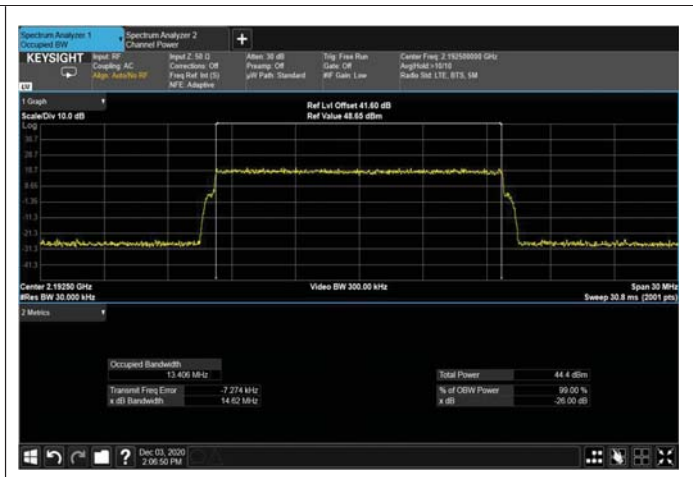 Spectrum Analyzer 1
Occupied BW
Spectrum Analyzer 2
Channel Power
+
KEYSIGHT
Input: RF
Coupling: AC
Align: Auto/No RF
Input Z: 50 Ω
Corrections: Off
Freq Ref: Int (S)
NFE: Adaptive
Atten: 30 dB
Preamp: Off
µW Path: Standard
Trig: Free Run
Gate: Off
#IF Gain: Low
Center Freq: 2.192500000 GHz
Avg|Hold:>10/10
Radio Std: LTE, BTS, 5M
1 Graph
Scale/Div 10.0 dB
Ref Lvl Offset 41.60 dB
Ref Value 48.65 dBm
Log
38.7
28.7
18.7
8.65
-1.35
-11.3
-21.3
-31.3
-41.3
Center 2.19250 GHz
#Res BW 30.000 kHz
Video BW 300.00 kHz
Span 30 MHz
Sweep 30.8 ms (2001 pts)
2 Metrics
Occupied Bandwidth
13.406 MHz
Total Power 44.4 dBm
Transmit Freq Error -7.274 kHz
% of OBW Power 99.00 %
x dB Bandwidth 14.62 MHz
x dB -26.00 dB
? Dec 03, 2020
2:06:50 PM